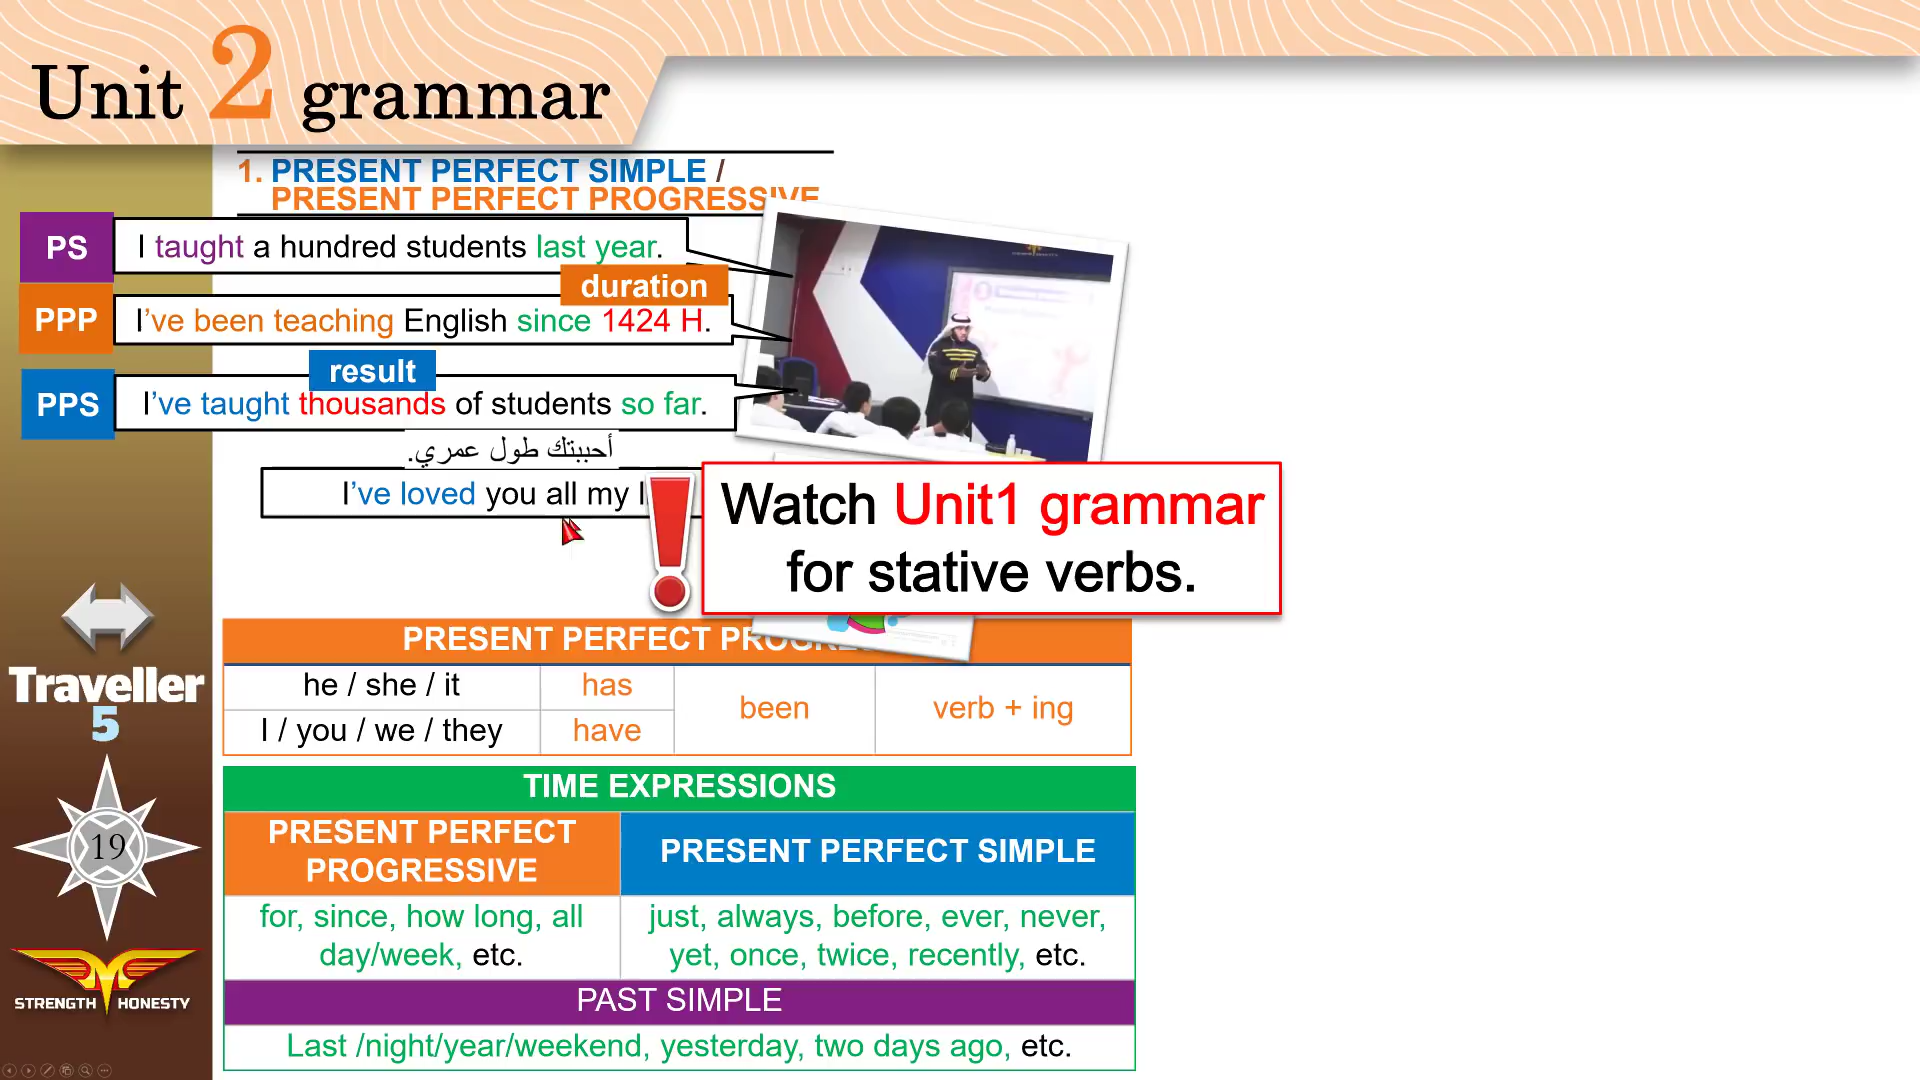 Unit 2 grammar
1. PRESENT PERFECT SIMPLE /
PRESENT PERFECT PROGRESSIVE
PS
I taught a hundred students last year.
duration
PPP
I've been teaching English since 1424 H.
result
PPS
I've taught thousands of students so far.
أحببتك طول عمري.
I've loved you all my
Watch Unit1 grammar
for stative verbs.
PRESENT PERFECT
he / she / it
has
been
verb + ing
I / you / we / they
have
TIME EXPRESSIONS
PRESENT PERFECT
PROGRESSIVE
PRESENT PERFECT SIMPLE
for, since, how long, all
day/week, etc.
just, always, before, ever, never,
yet, once, twice, recently, etc.
PAST SIMPLE
Last /night/year/weekend, yesterday, two days ago, etc.
Traveller
5
19
STRENGTH HONESTY